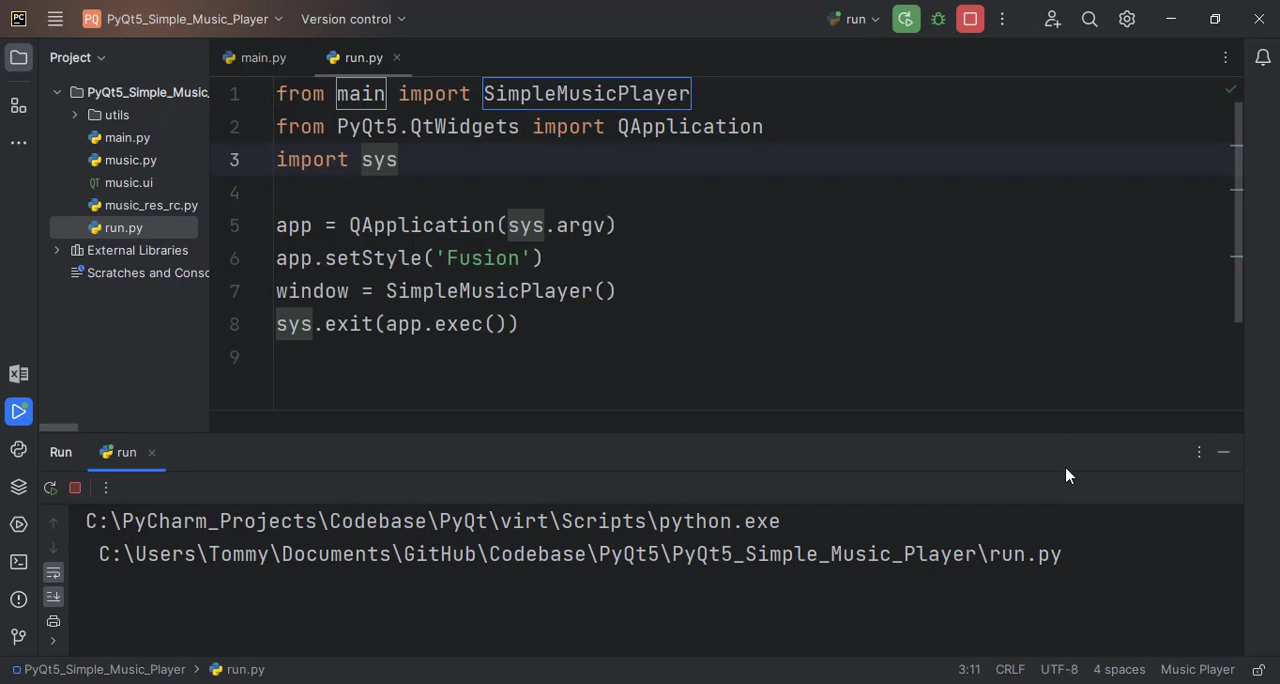 PC
PQ PyQt5_Simple_Music_Player
Version control
run
Project
main.py
run.py
PyQt5_Simple_Music_
utils
main.py
music.py
QT music.ui
music_res_rc.py
run.py
External Libraries
Scratches and Conso
1 from main import SimpleMusicPlayer
2 from PyQt5.QtWidgets import QApplication
3 import sys
4
5 app = QApplication(sys.argv)
6 app.setStyle('Fusion')
7 window = SimpleMusicPlayer()
8 sys.exit(app.exec())
9
Run
run
C:\PyCharm_Projects\Codebase\PyQt\virt\Scripts\python.exe
C:\Users\Tommy\Documents\GitHub\Codebase\PyQt5\PyQt5_Simple_Music_Player\run.py
PyQt5_Simple_Music_Player
run.py
3:11
CRLF
UTF-8
4 spaces
Music Player